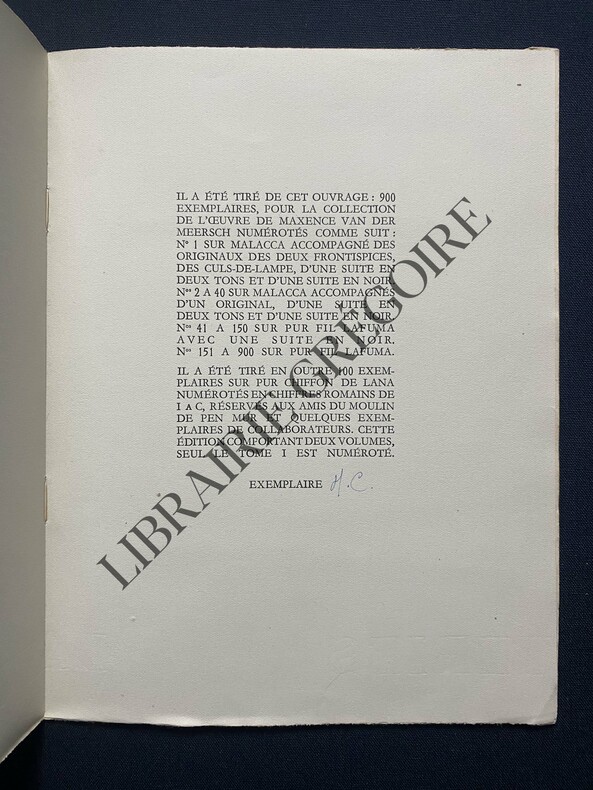 IL A ÉTÉ TIRÉ DE CET OUVRAGE : 900
EXEMPLAIRES, POUR LA COLLECTION
DE L'ŒUVRE DE MAXENCE VAN DER
MEERSCH NUMÉROTÉS COMME SUIT :
Nº 1 SUR MALACCA ACCOMPAGNÉ DES
ORIGINAUX DES DEUX FRONTISPICES,
DES CULS-DE-LAMPE, D'UNE SUITE EN
DEUX TONS ET D'UNE SUITE EN NOIR.
Nos 2 A 40 SUR MALACCA ACCOMPAGNÉS
D'UN ORIGINAL, D'UNE SUITE EN
DEUX TONS ET D'UNE SUITE EN NOIR.
Nos 41 A 150 SUR PUR FIL LAFUMA
AVEC UNE SUITE EN NOIR.
Nos 151 A 900 SUR PUR FIL LAFUMA.
IL A ÉTÉ TIRÉ EN OUTRE 100 EXEM-
PLAIRES SUR PUR CHIFFON DE LANA
NUMÉROTÉS EN CHIFFRES ROMAINS DE
I A C, RÉSERVÉS AUX AMIS DU MOULIN
DE PEN MUR ET QUELQUES EXEM-
PLAIRES DE COLLABORATEURS. CETTE
ÉDITION COMPORTANT DEUX VOLUMES,
SEUL LE TOME I EST NUMÉROTÉ.
EXEMPLAIRE H.C.
LIBRAIRIE GRÉGOIRE